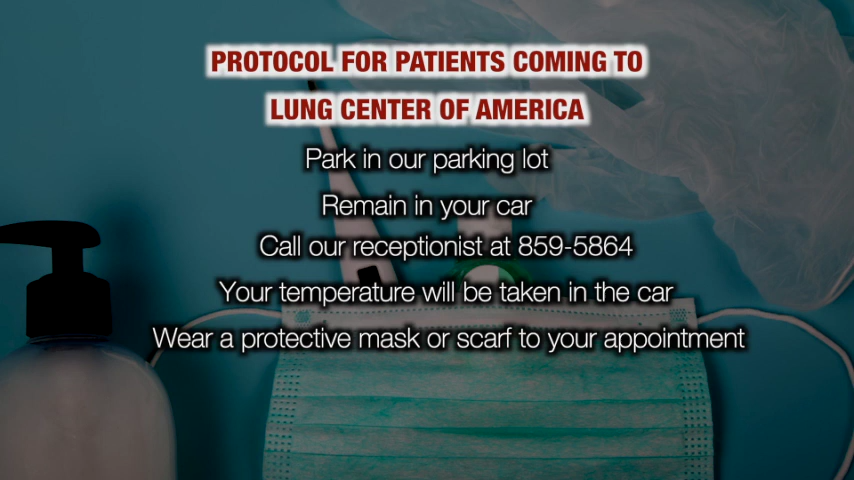 PROTOCOL FOR PATIENTS COMING TO
LUNG CENTER OF AMERICA
Park in our parking lot
Remain in your car
Call our receptionist at 859-5864
Your temperature will be taken in the car
Wear a protective mask or scarf to your appointment